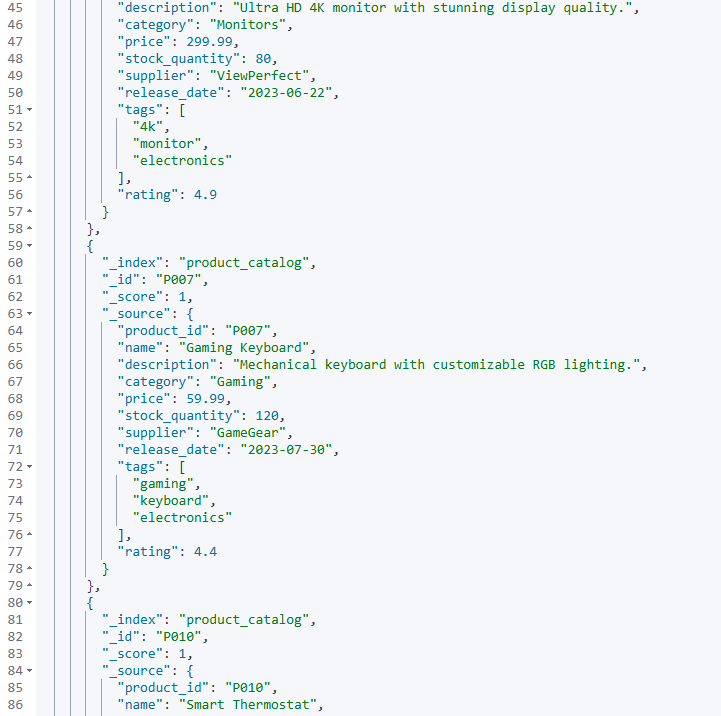 45 "description": "Ultra HD 4K monitor with stunning display quality.",
46 "category": "Monitors",
47 "price": 299.99,
48 "stock_quantity": 80,
49 "supplier": "ViewPerfect",
50 "release_date": "2023-06-22",
51 "tags": [
52 "4k",
53 "monitor",
54 "electronics"
55 ],
56 "rating": 4.9
57 }
58 },
59 {
60 "_index": "product_catalog",
61 "_id": "P007",
62 "_score": 1,
63 "_source": {
64 "product_id": "P007",
65 "name": "Gaming Keyboard",
66 "description": "Mechanical keyboard with customizable RGB lighting.",
67 "category": "Gaming",
68 "price": 59.99,
69 "stock_quantity": 120,
70 "supplier": "GameGear",
71 "release_date": "2023-07-30",
72 "tags": [
73 "gaming",
74 "keyboard",
75 "electronics"
76 ],
77 "rating": 4.4
78 }
79 },
80 {
81 "_index": "product_catalog",
82 "_id": "P010",
83 "_score": 1,
84 "_source": {
85 "product_id": "P010",
86 "name": "Smart Thermostat",